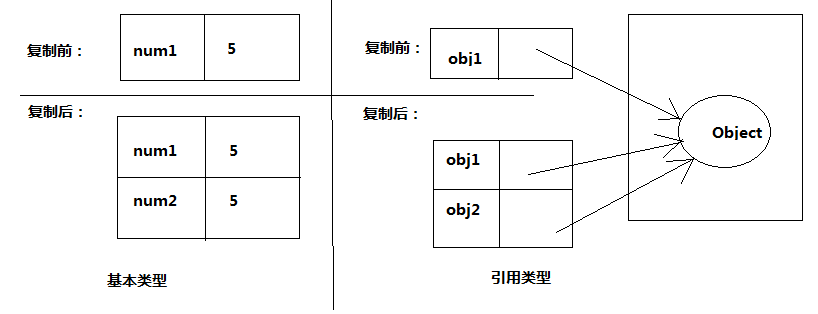 复制前：
num1 5
复制后：
num1 5
num2 5
基本类型
复制前：
obj1
复制后：
obj1
obj2
Object
引用类型